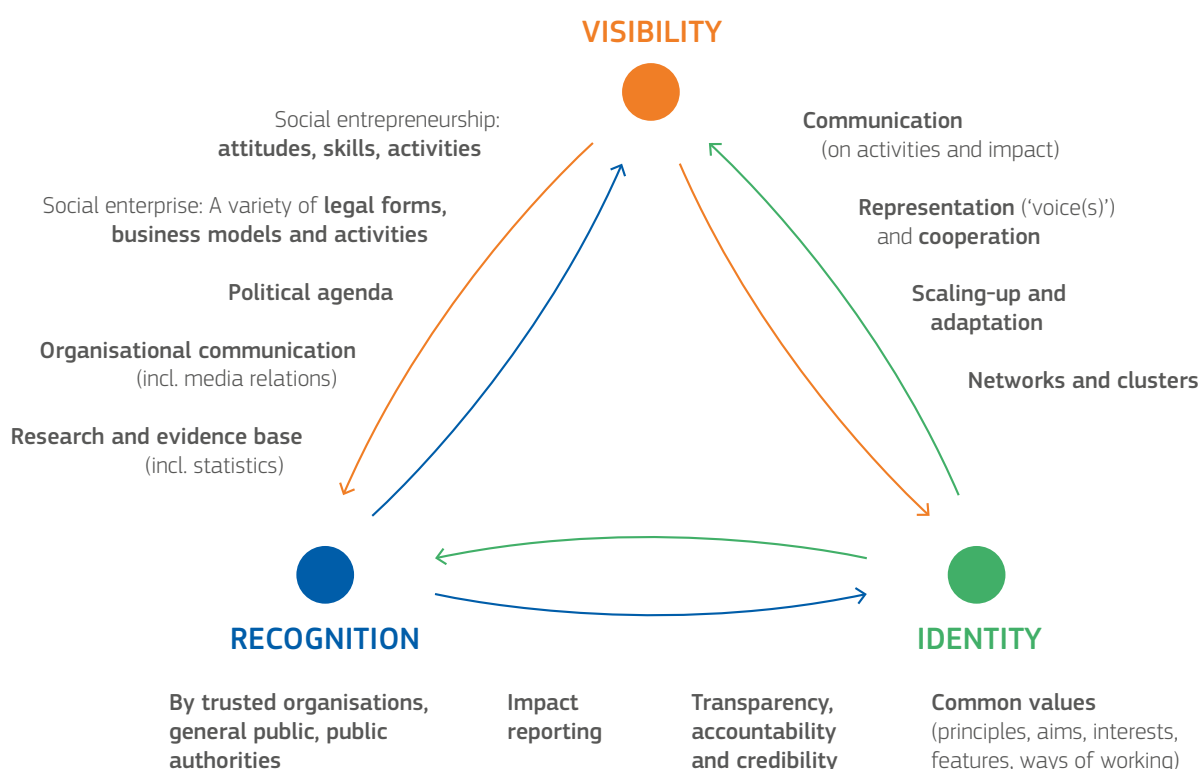 VISIBILITY
Social entrepreneurship:
attitudes, skills, activities
Social enterprise: A variety of legal forms,
business models and activities
Political agenda
Organisational communication
(incl. media relations)
Research and evidence base
(incl. statistics)
Communication
(on activities and impact)
Representation (‘voice(s)’)
and cooperation
Scaling-up and
adaptation
Networks and clusters
RECOGNITION
IDENTITY
By trusted organisations,
general public, public
authorities
Impact
reporting
Transparency,
accountability
and credibility
Common values
(principles, aims, interests,
features, ways of working)